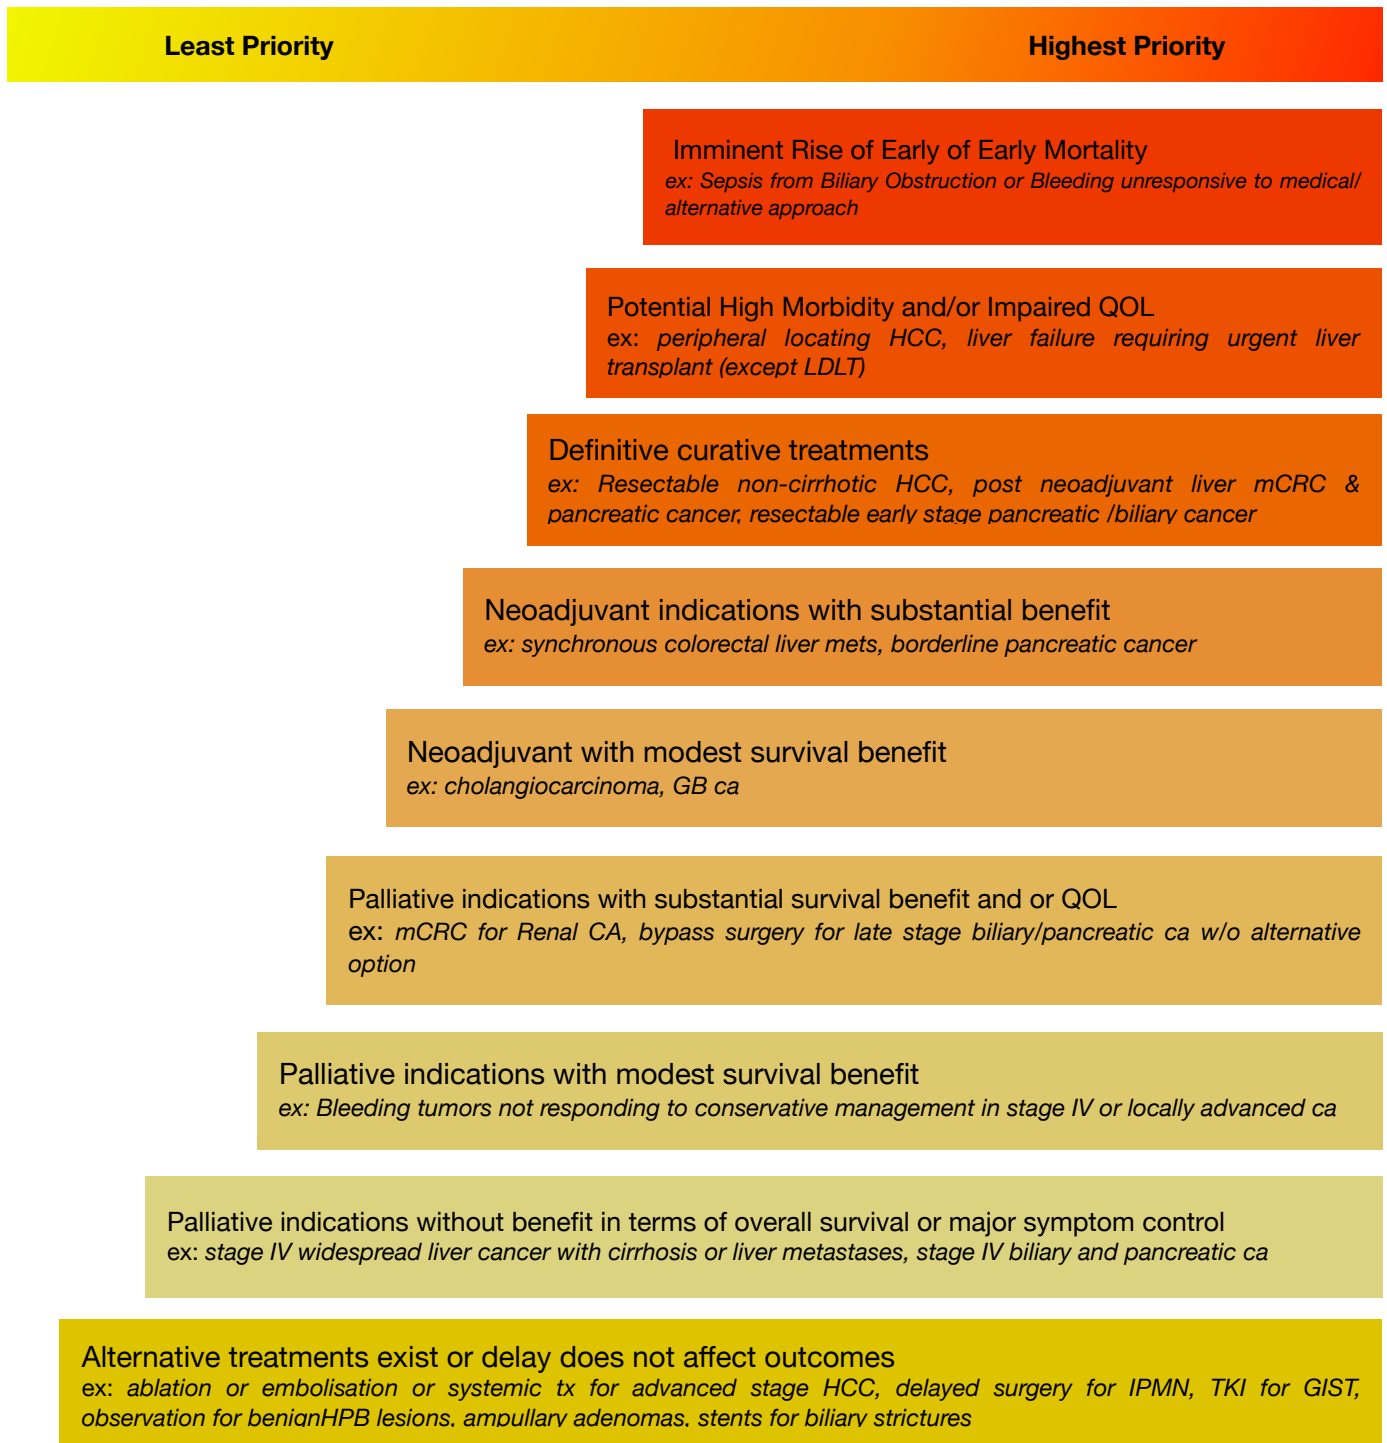 Least Priority Highest Priority
Imminent Rise of Early of Early Mortality
ex: Sepsis from Biliary Obstruction or Bleeding unresponsive to medical/
alternative approach
Potential High Morbidity and/or Impaired QOL
ex: peripheral locating HCC, liver failure requiring urgent liver
transplant (except LDLT)
Definitive curative treatments
ex: Resectable non-cirrhotic HCC, post neoadjuvant liver mCRC &
pancreatic cancer, resectable early stage pancreatic /biliary cancer
Neoadjuvant indications with substantial benefit
ex: synchronous colorectal liver mets, borderline pancreatic cancer
Neoadjuvant with modest survival benefit
ex: cholangiocarcinoma, GB ca
Palliative indications with substantial survival benefit and or QOL
ex: mCRC for Renal CA, bypass surgery for late stage biliary/pancreatic ca w/o alternative
option
Palliative indications with modest survival benefit
ex: Bleeding tumors not responding to conservative management in stage IV or locally advanced ca
Palliative indications without benefit in terms of overall survival or major symptom control
ex: stage IV widespread liver cancer with cirrhosis or liver metastases, stage IV biliary and pancreatic ca
Alternative treatments exist or delay does not affect outcomes
ex: ablation or embolisation or systemic tx for advanced stage HCC, delayed surgery for IPMN, TKI for GIST,
observation for benignHPB lesions, ampullary adenomas, stents for biliary strictures